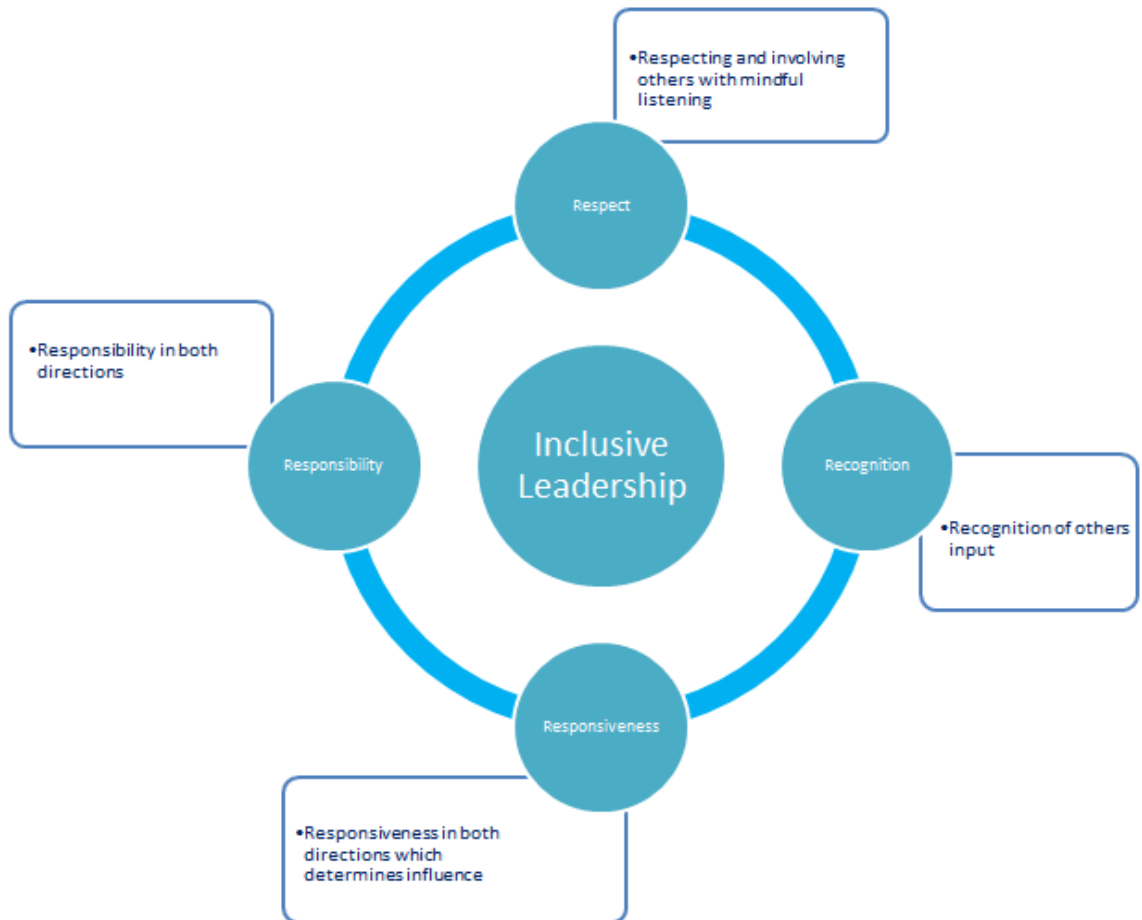 •Respecting and involving
others with mindful
listening
Respect
•Responsibility in both
directions
Responsibility
Inclusive
Leadership
Recognition
•Recognition of others
input
Responsiveness
•Responsiveness in both
directions which
determines influence